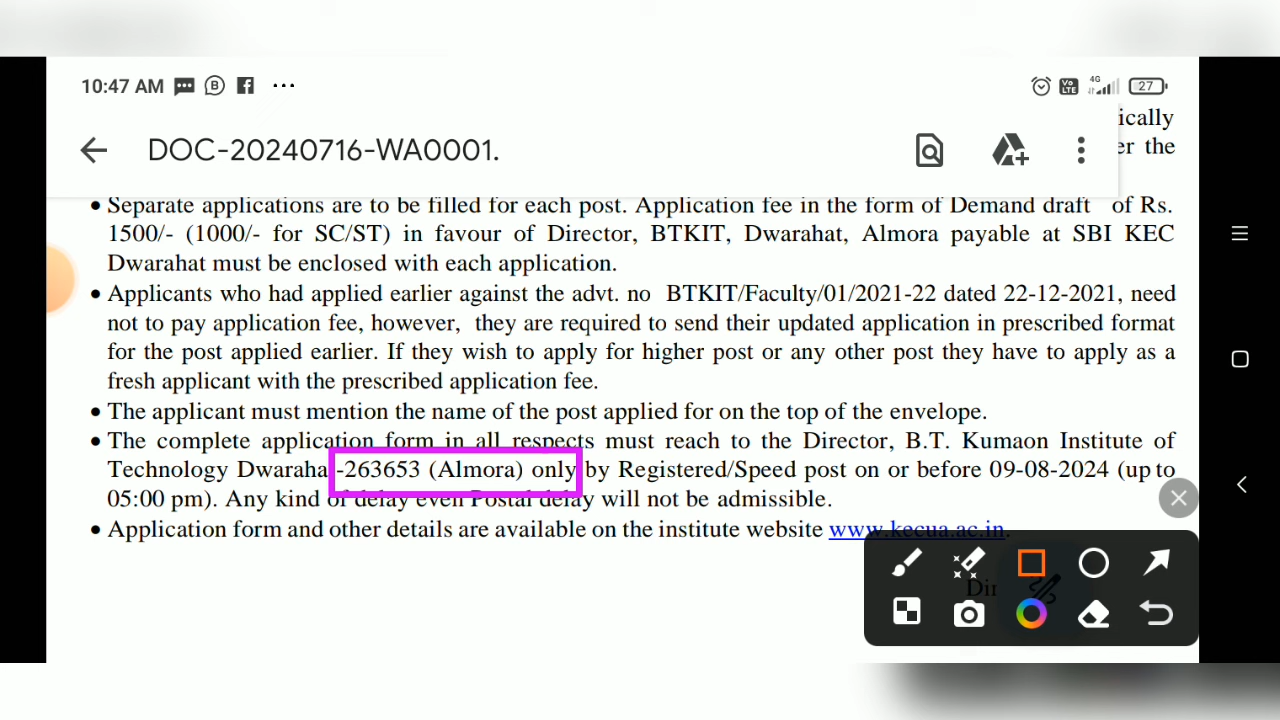 10:47 AM
4G
Vo LTE
27
ically
DOC-20240716-WA0001.
er the
• Separate applications are to be filled for each post. Application fee in the form of Demand draft of Rs.
1500/- (1000/- for SC/ST) in favour of Director, BTKIT, Dwarahat, Almora payable at SBI KEC
Dwarahat must be enclosed with each application.
• Applicants who had applied earlier against the advt. no BTKIT/Faculty/01/2021-22 dated 22-12-2021, need
not to pay application fee, however, they are required to send their updated application in prescribed format
for the post applied earlier. If they wish to apply for higher post or any other post they have to apply as a
fresh applicant with the prescribed application fee.
• The applicant must mention the name of the post applied for on the top of the envelope.
• The complete application form in all respects must reach to the Director, B.T. Kumaon Institute of
Technology Dwaraha-263653 (Almora) only by Registered/Speed post on or before 09-08-2024 (up to
05:00 pm). Any kind of delay even Postal delay will not be admissible.
• Application form and other details are available on the institute website www.kecua.ac.in.